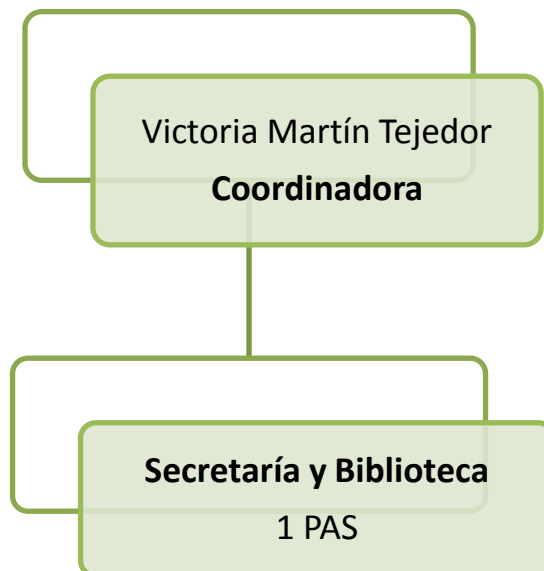 Victoria Martín Tejedor
Coordinadora
Secretaría y Biblioteca
1 PAS